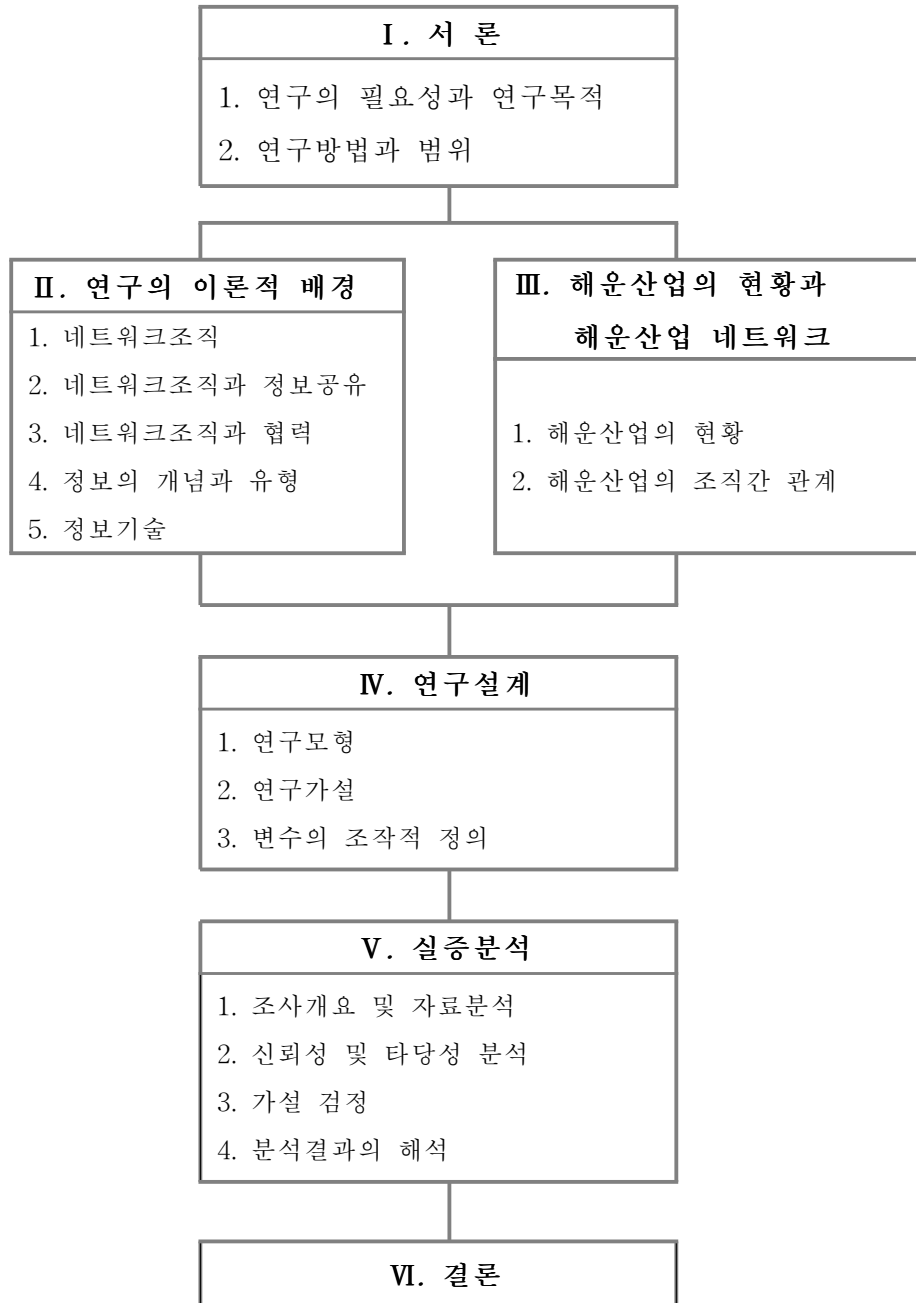 Ⅰ. 서 론
1. 연구의 필요성과 연구목적
2. 연구방법과 범위
Ⅱ. 연구의 이론적 배경
1. 네트워크조직
2. 네트워크조직과 정보공유
3. 네트워크조직과 협력
4. 정보의 개념과 유형
5. 정보기술
Ⅲ. 해운산업의 현황과
해운산업 네트워크
1. 해운산업의 현황
2. 해운산업의 조직간 관계
Ⅳ. 연구설계
1. 연구모형
2. 연구가설
3. 변수의 조작적 정의
Ⅴ. 실증분석
1. 조사개요 및 자료분석
2. 신뢰성 및 타당성 분석
3. 가설 검정
4. 분석결과의 해석
Ⅵ. 결론